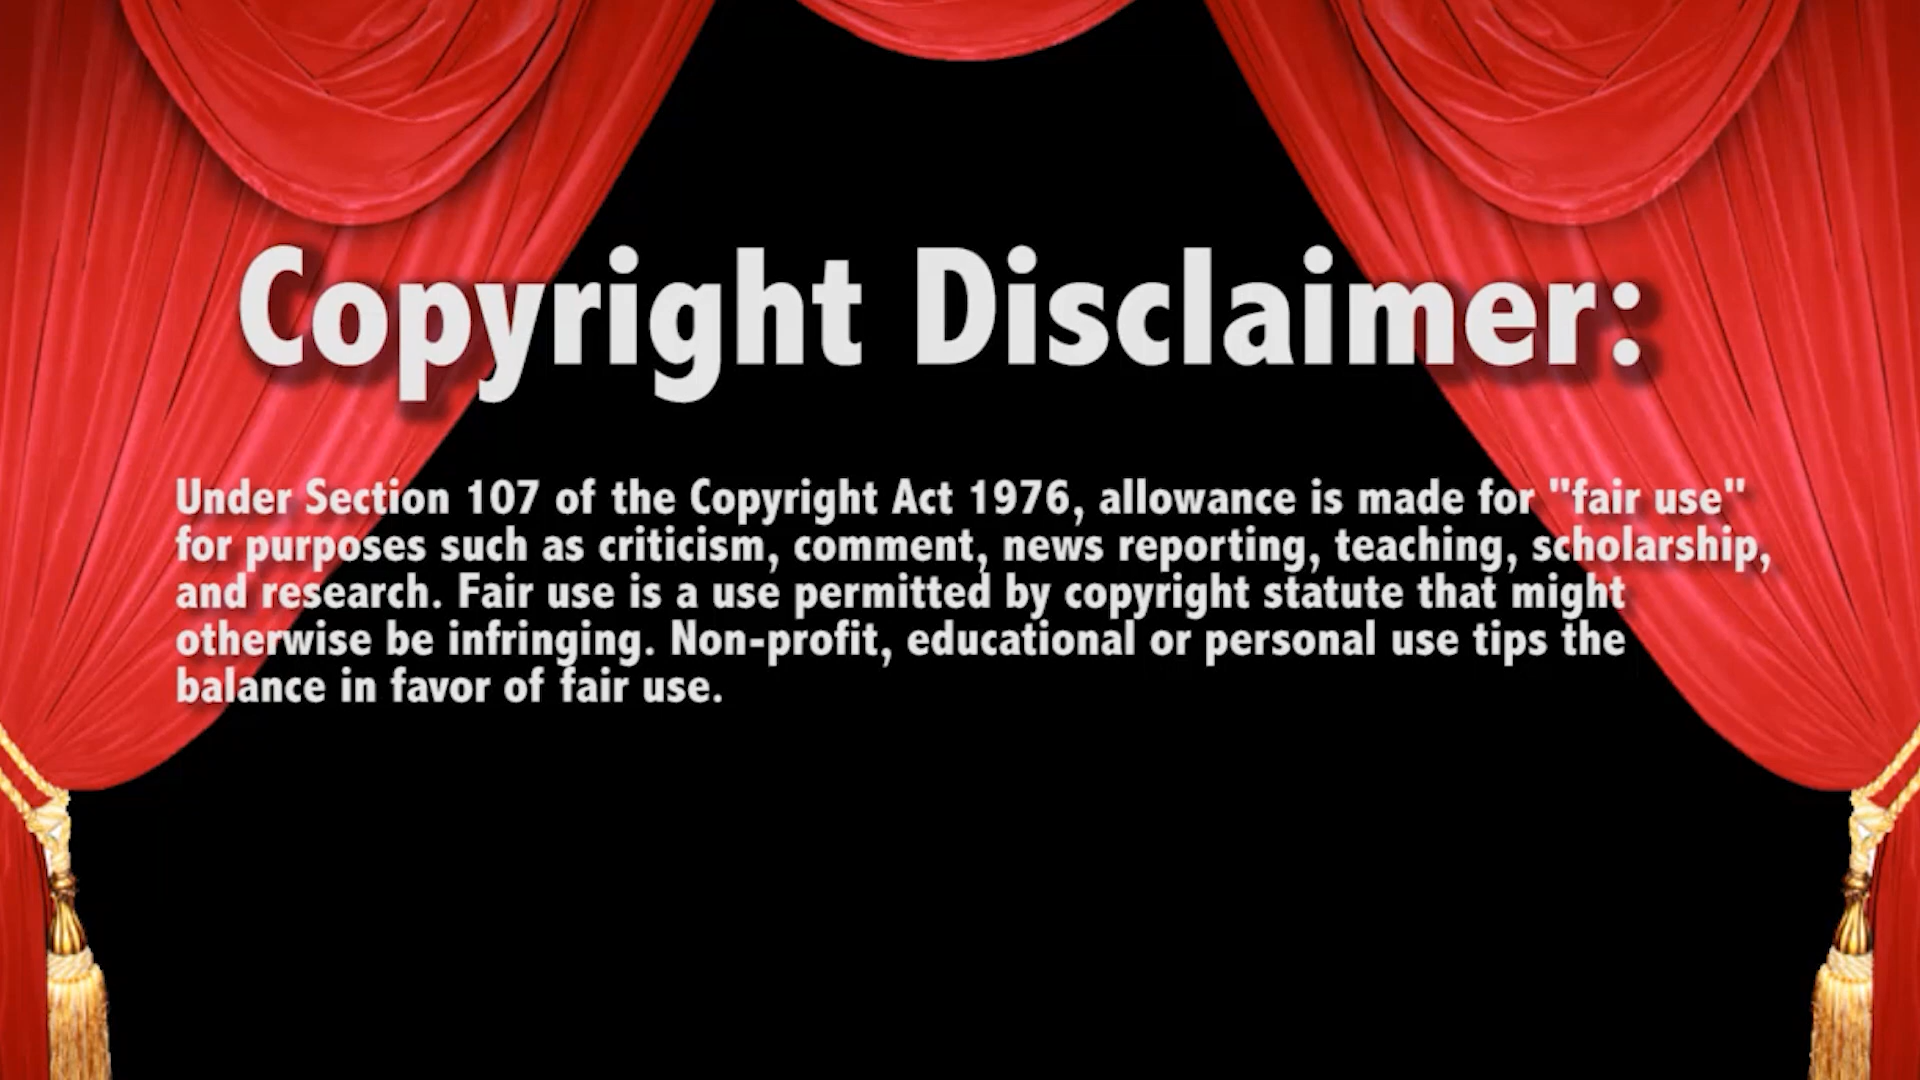 Copyright Disclaimer:
Under Section 107 of the Copyright Act 1976, allowance is made for "fair use"
for purposes such as criticism, comment, news reporting, teaching, scholarship,
and research. Fair use is a use permitted by copyright statute that might
otherwise be infringing. Non-profit, educational or personal use tips the
balance in favor of fair use.